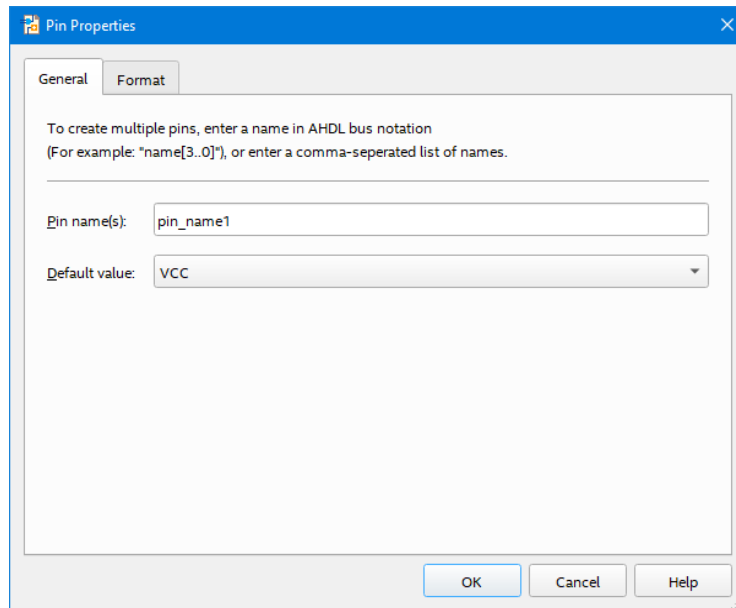 Pin Properties
General
Format
To create multiple pins, enter a name in AHDL bus notation
(For example: "name[3..0]"), or enter a comma-seperated list of names.
Pin name(s): pin_name1
Default value: VCC
OK Cancel Help